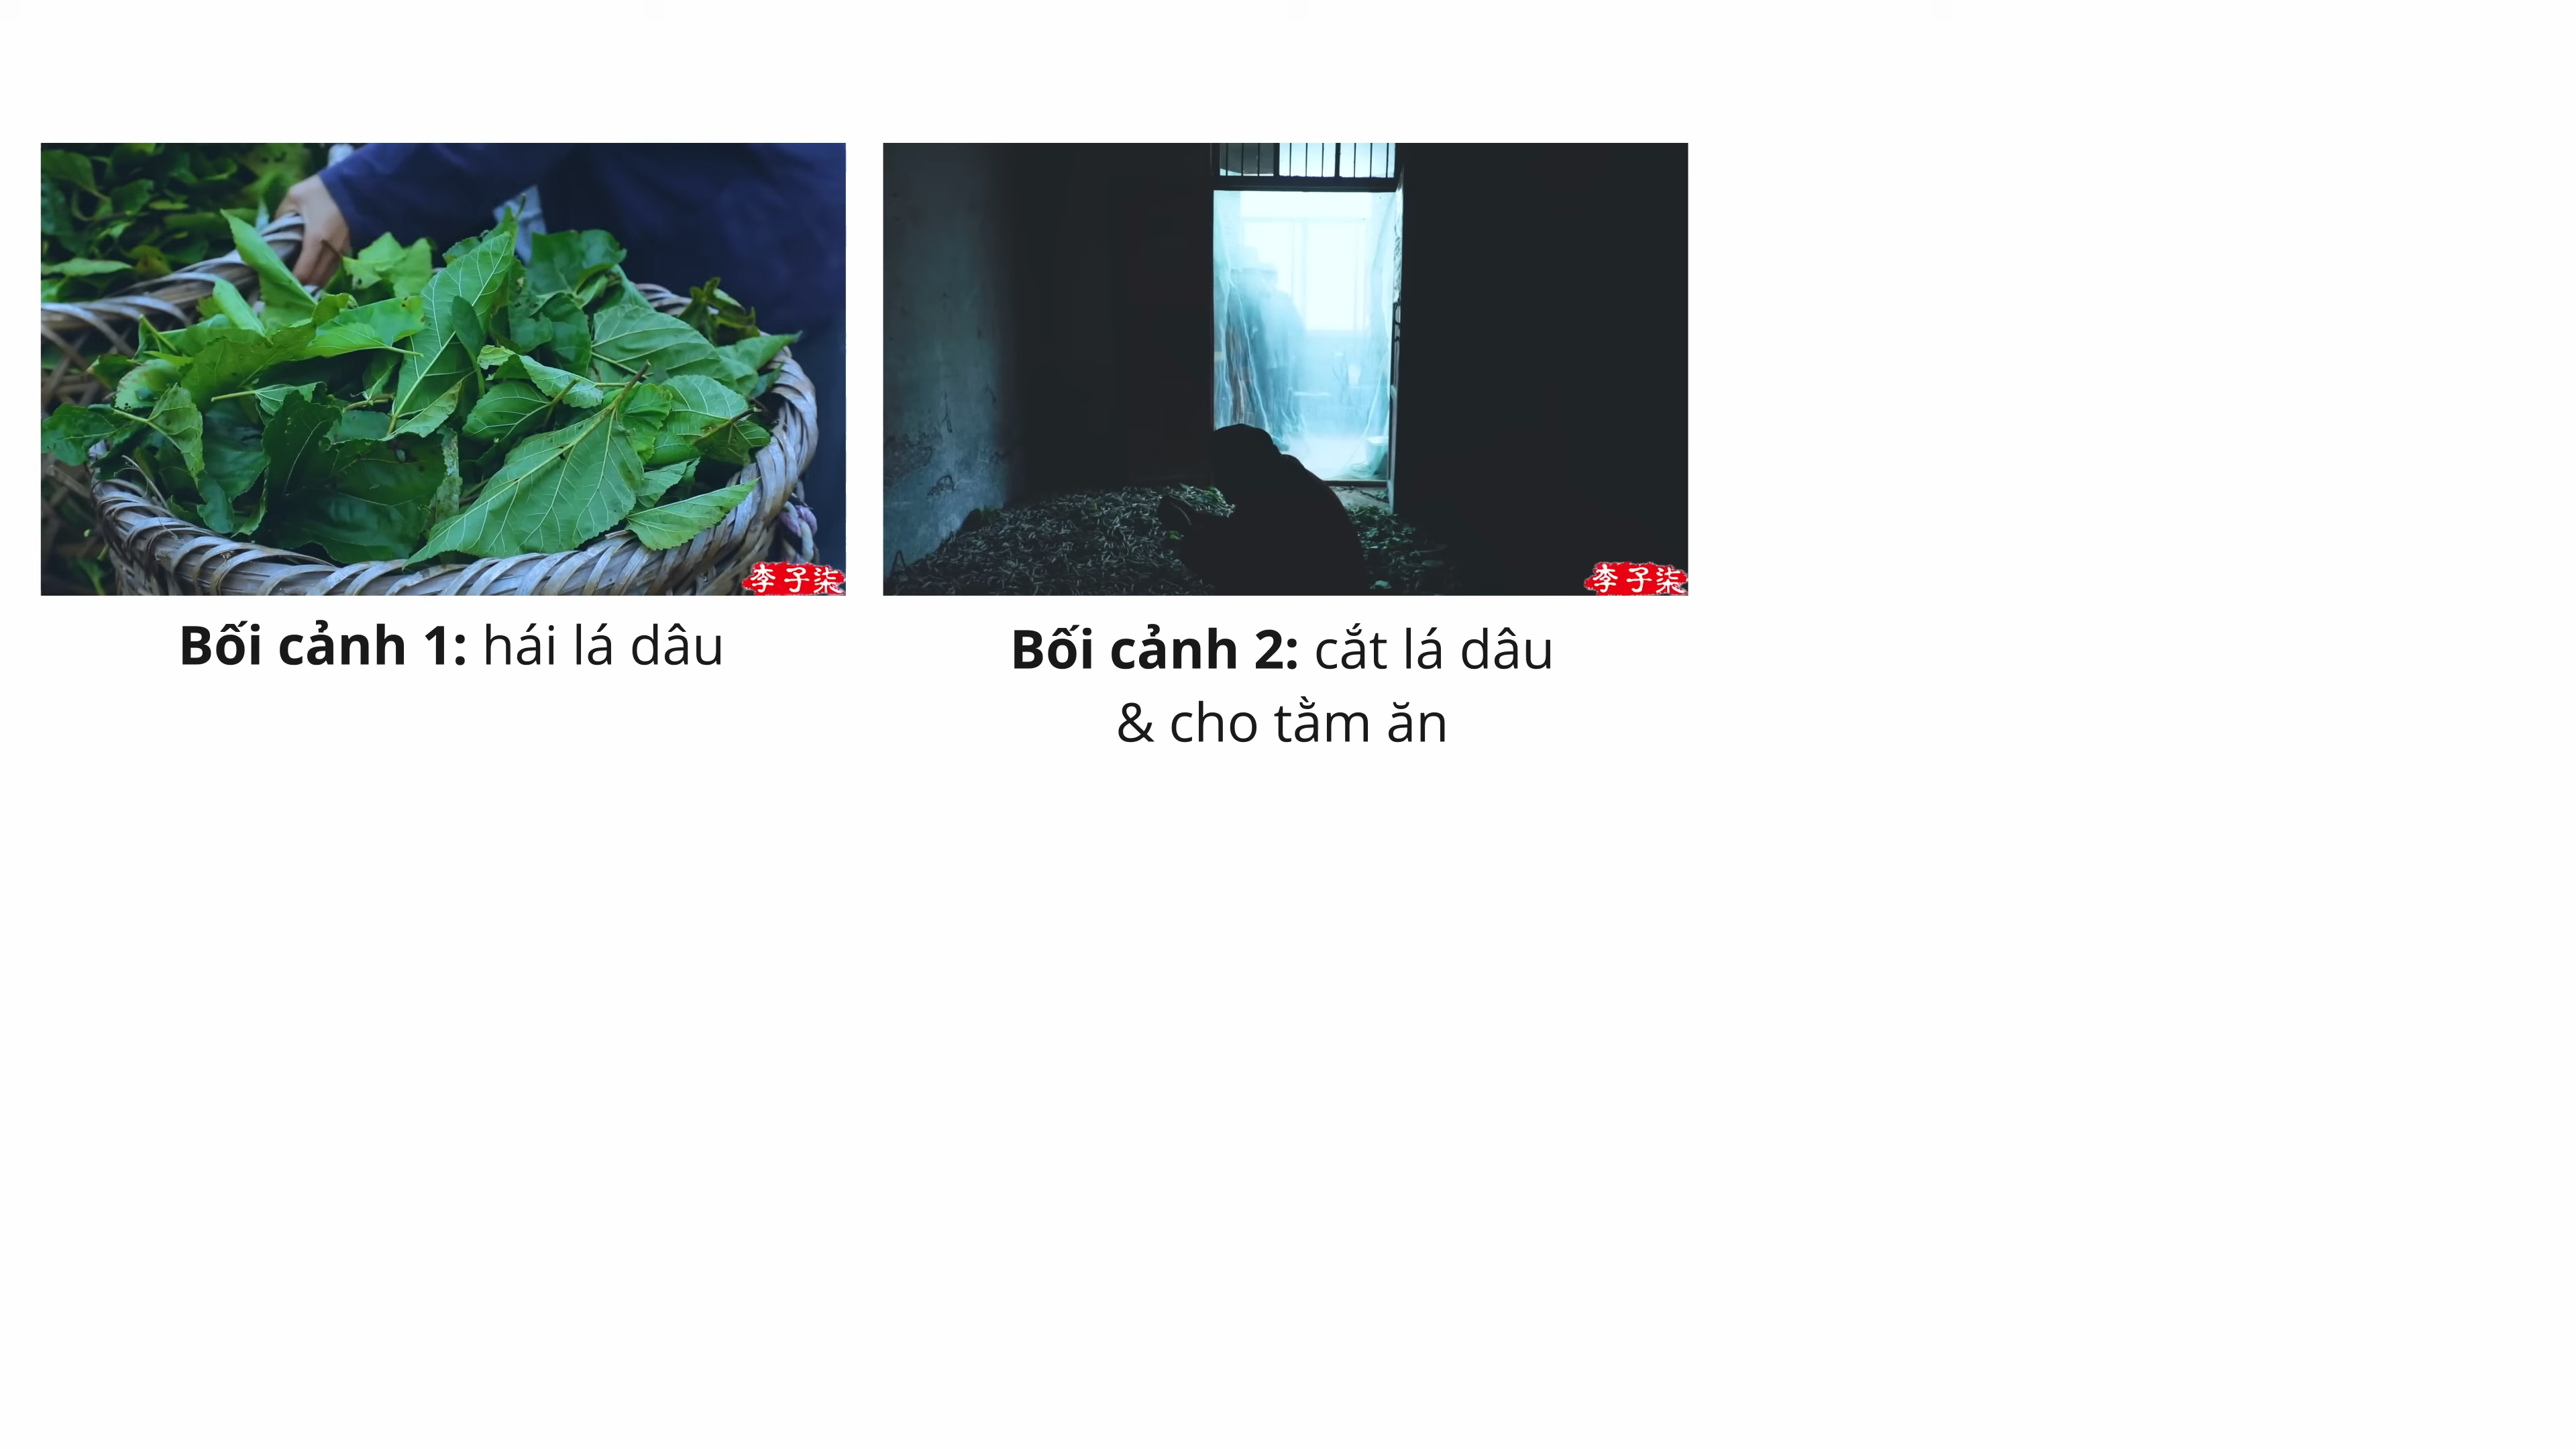 李子柒
李子柒
Bối cảnh 1: hái lá dâu
Bối cảnh 2: cắt lá dâu
& cho tằm ăn